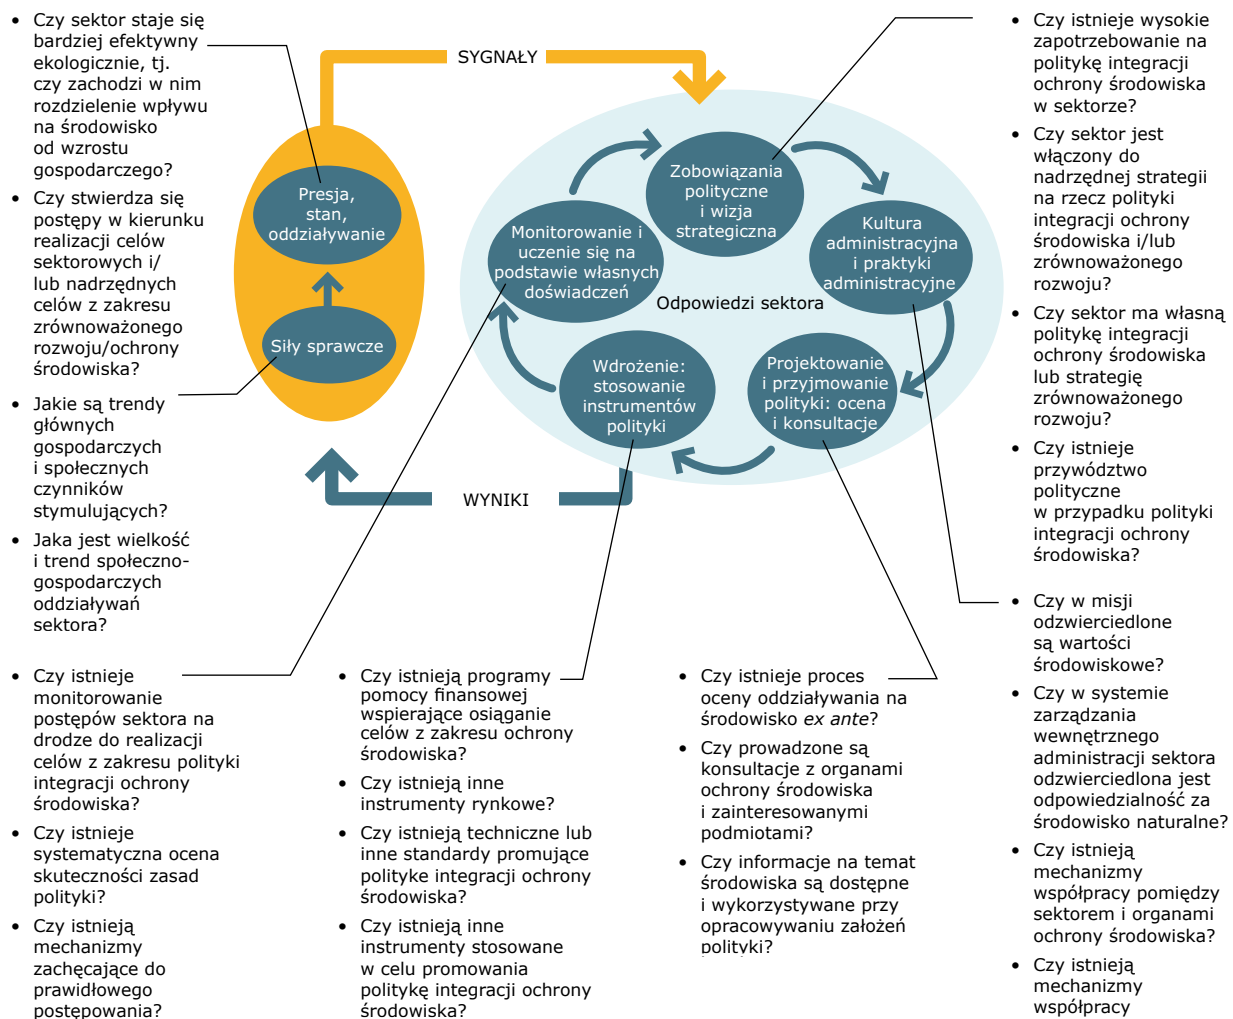 • Czy sektor staje się
bardziej efektywny
ekologicznie, tj.
czy zachodzi w nim
rozdzielenie wpływu
na środowisko
od wzrostu
gospodarczego?
• Czy stwierdza się
postępy w kierunku
realizacji celów
sektorowych i/
lub nadrzędnych
celów z zakresu
zrównoważonego
rozwoju/ochrony
środowiska?
• Jakie są trendy
głównych
gospodarczych
i społecznych
czynników
stymulujących?
• Jaka jest wielkość
i trend społeczno-
gospodarczych
oddziaływań
sektora?
SYGNAŁY
Presja,
stan,
oddziaływanie
Siły sprawcze
Zobowiązania
polityczne
i wizja
strategiczna
Kultura
administracyjna
i praktyki
administracyjne
Monitorowanie i
uczenie się na
podstawie własnych
doświadczeń
Odpowiedzi sektora
Wdrożenie:
stosowanie
instrumentów
polityki
Projektowanie
i przyjmowanie
polityki: ocena
i konsultacje
WYNIKI
• Czy istnieje wysokie
zapotrzebowanie na
politykę integracji
ochrony środowiska
w sektorze?
• Czy sektor jest
włączony do
nadrzędnej strategii
na rzecz polityki
integracji ochrony
środowiska i/lub
zrównoważonego
rozwoju?
• Czy sektor ma własną
politykę integracji
ochrony środowiska
lub strategię
zrównoważonego
rozwoju?
• Czy istnieje
przywództwo
polityczne
w przypadku polityki
integracji ochrony
środowiska?
• Czy w misji
odzwierciedlone
są wartości
środowiskowe?
• Czy w systemie
zarządzania
wewnętrznego
administracji sektora
odzwierciedlona jest
odpowiedzialność za
środowisko naturalne?
• Czy istnieją
mechanizmy
współpracy pomiędzy
sektorem i organami
ochrony środowiska?
• Czy istnieją
mechanizmy
współpracy
• Czy istnieje
monitorowanie
postępów sektora na
drodze do realizacji
celów z zakresu polityki
integracji ochrony
środowiska?
• Czy istnieje
systematyczna ocena
skuteczności zasad
polityki?
• Czy istnieją
mechanizmy
zachęcające do
prawidłowego
postępowania?
• Czy istnieją programy
pomocy finansowej
wspierające osiąganie
celów z zakresu ochrony
środowiska?
• Czy istnieją inne
instrumenty rynkowe?
• Czy istnieją techniczne lub
inne standardy promujące
polityke integracji ochrony
środowiska?
• Czy istnieją inne
instrumenty stosowane
w celu promowania
politykę integracji ochrony
środowiska?
• Czy istnieje proces
oceny oddziaływania na
środowisko ex ante?
• Czy prowadzone są
konsultacje z organami
ochrony środowiska
i zainteresowanymi
podmiotami?
• Czy informacje na temat
środowiska są dostępne
i wykorzystywane przy
opracowywaniu założeń
polityki?